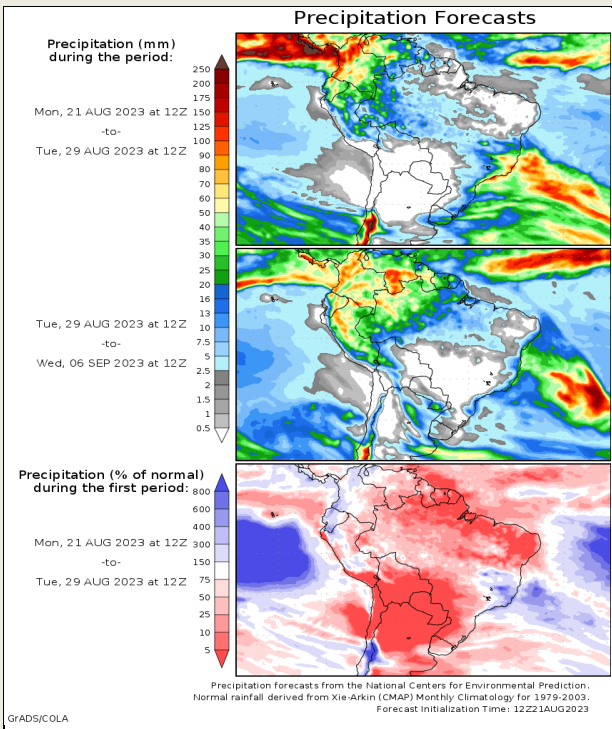 Precipitation Forecasts
Precipitation (mm)
during the period:
Mon, 21 AUG 2023 at 12Z
-to-
Tue, 29 AUG 2023 at 12Z
250
200
175
150
125
100
90
80
70
60
50
40
35
30
25
20
16
13
10
7.5
5
2.5
2
1.5
1
0.5
Tue, 29 AUG 2023 at 12Z
-to-
Wed, 06 SEP 2023 at 12Z
Precipitation (% of normal)
during the first period:
Mon, 21 AUG 2023 at 12Z
-to-
Tue, 29 AUG 2023 at 12Z
800
600
400
300
150
75
50
25
10
5
Precipitation forecasts from the National Centers for Environmental Prediction.
Normal rainfall derived from Xie-Arkin (CMAP) Monthly Climatology for 1979-2003.
Forecast Initialization Time: 12Z21AUG2023
GrADS/COLA